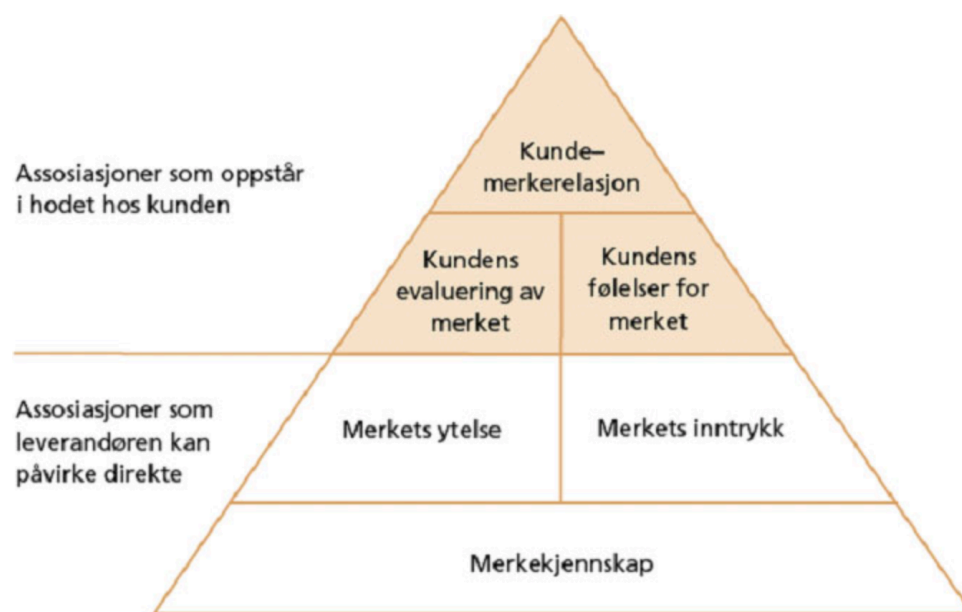 Kunde–
merkerelasjon
Assosiasjoner som oppstår
i hodet hos kunden
Kundens
evaluering av
merket
Kundens
følelser for
merket
Assosiasjoner som
leverandøren kan
påvirke direkte
Merkets ytelse
Merkets inntrykk
Merkekjennskap